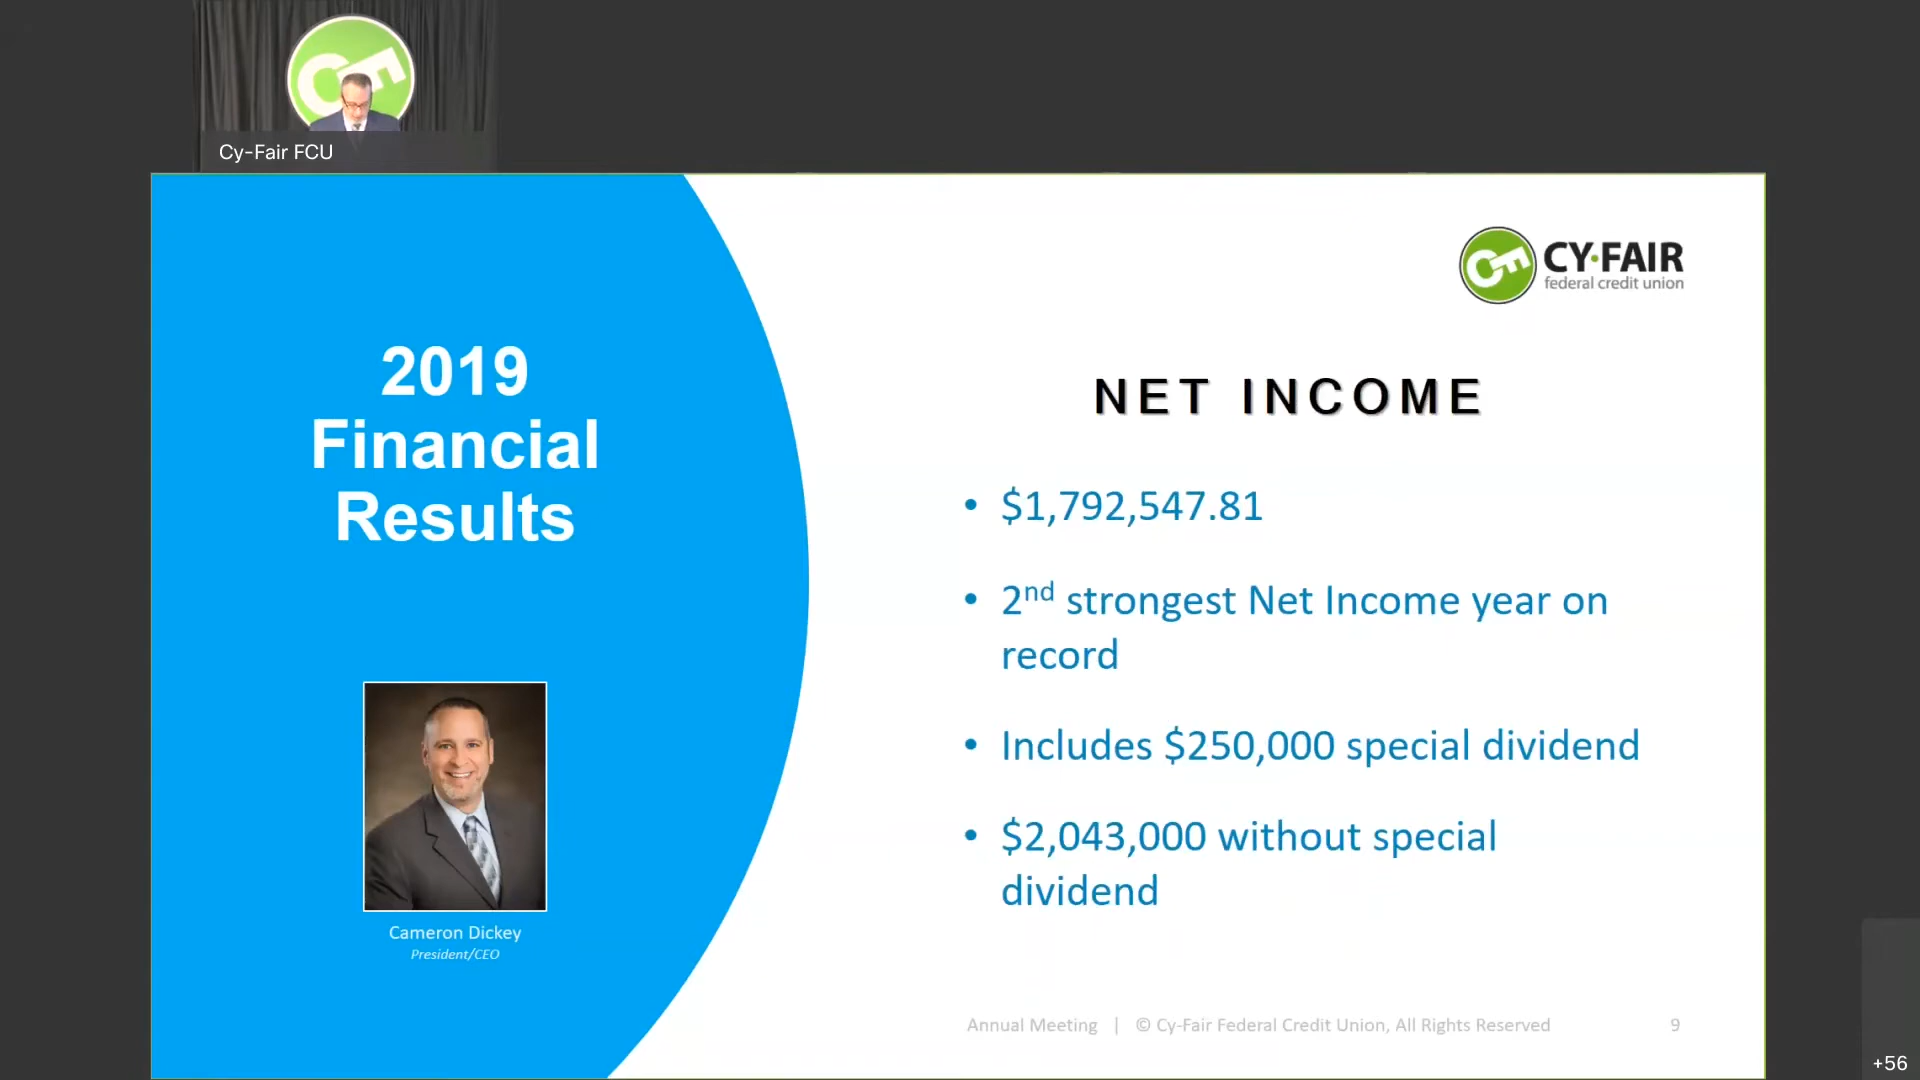 Cy-Fair FCU
CY·FAIR
federal credit union
2019
Financial
Results
Cameron Dickey
President/CEO
NET INCOME
• $1,792,547.81
• 2nd strongest Net Income year on
record
• Includes $250,000 special dividend
• $2,043,000 without special
dividend
Annual Meeting | © Cy-Fair Federal Credit Union, All Rights Reserved 9
+56